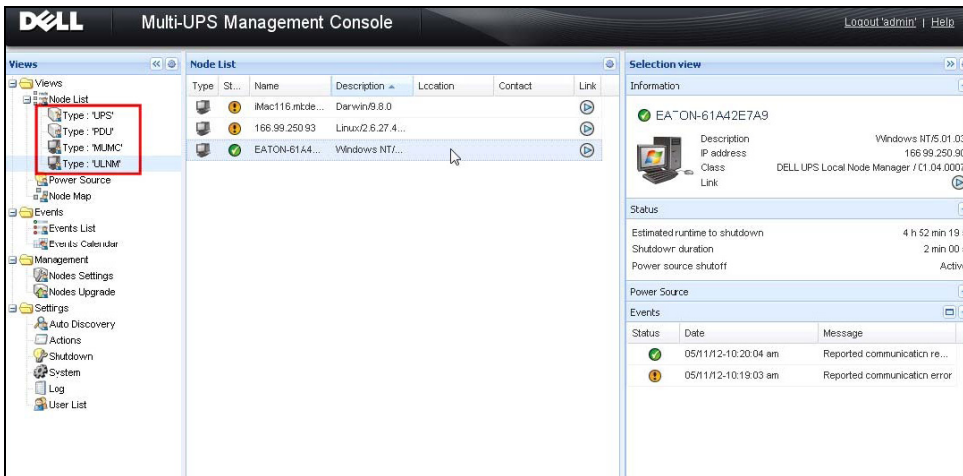 DELL Multi-UPS Management Console Logout 'admin' | Help
Views
Views
Node List
Type : 'UPS'
Type : 'PDU'
Type : 'MUMC'
Type : 'ULNM'
Power Source
Node Map
Events
Events List
Events Calendar
Management
Nodes Settings
Nodes Upgrade
Settings
Auto Discovery
Actions
Shutdown
System
Log
User List
Node List
Type St... Name Description Location Contact Link
iMac116.mbde... Darwin/9.8.0
166.99.250.93 Linux/2.6.27.4...
EATON-61A4... Windows NT/...
Selection view
Information
EATON-61A42E7A9
Description Windows NT/5.01.03
IP address 166.99.250.90
Class DELL UPS Local Node Manager / 01.04.0007
Link
Status
Estimated runtime to shutdown 4 h 52 min 19
Shutdown duration 2 min 00
Power source shutoff Activ
Power Source
Events
Status Date Message
05/11/12-10:20:04 am Reported communication re...
05/11/12-10:19:03 am Reported communication error